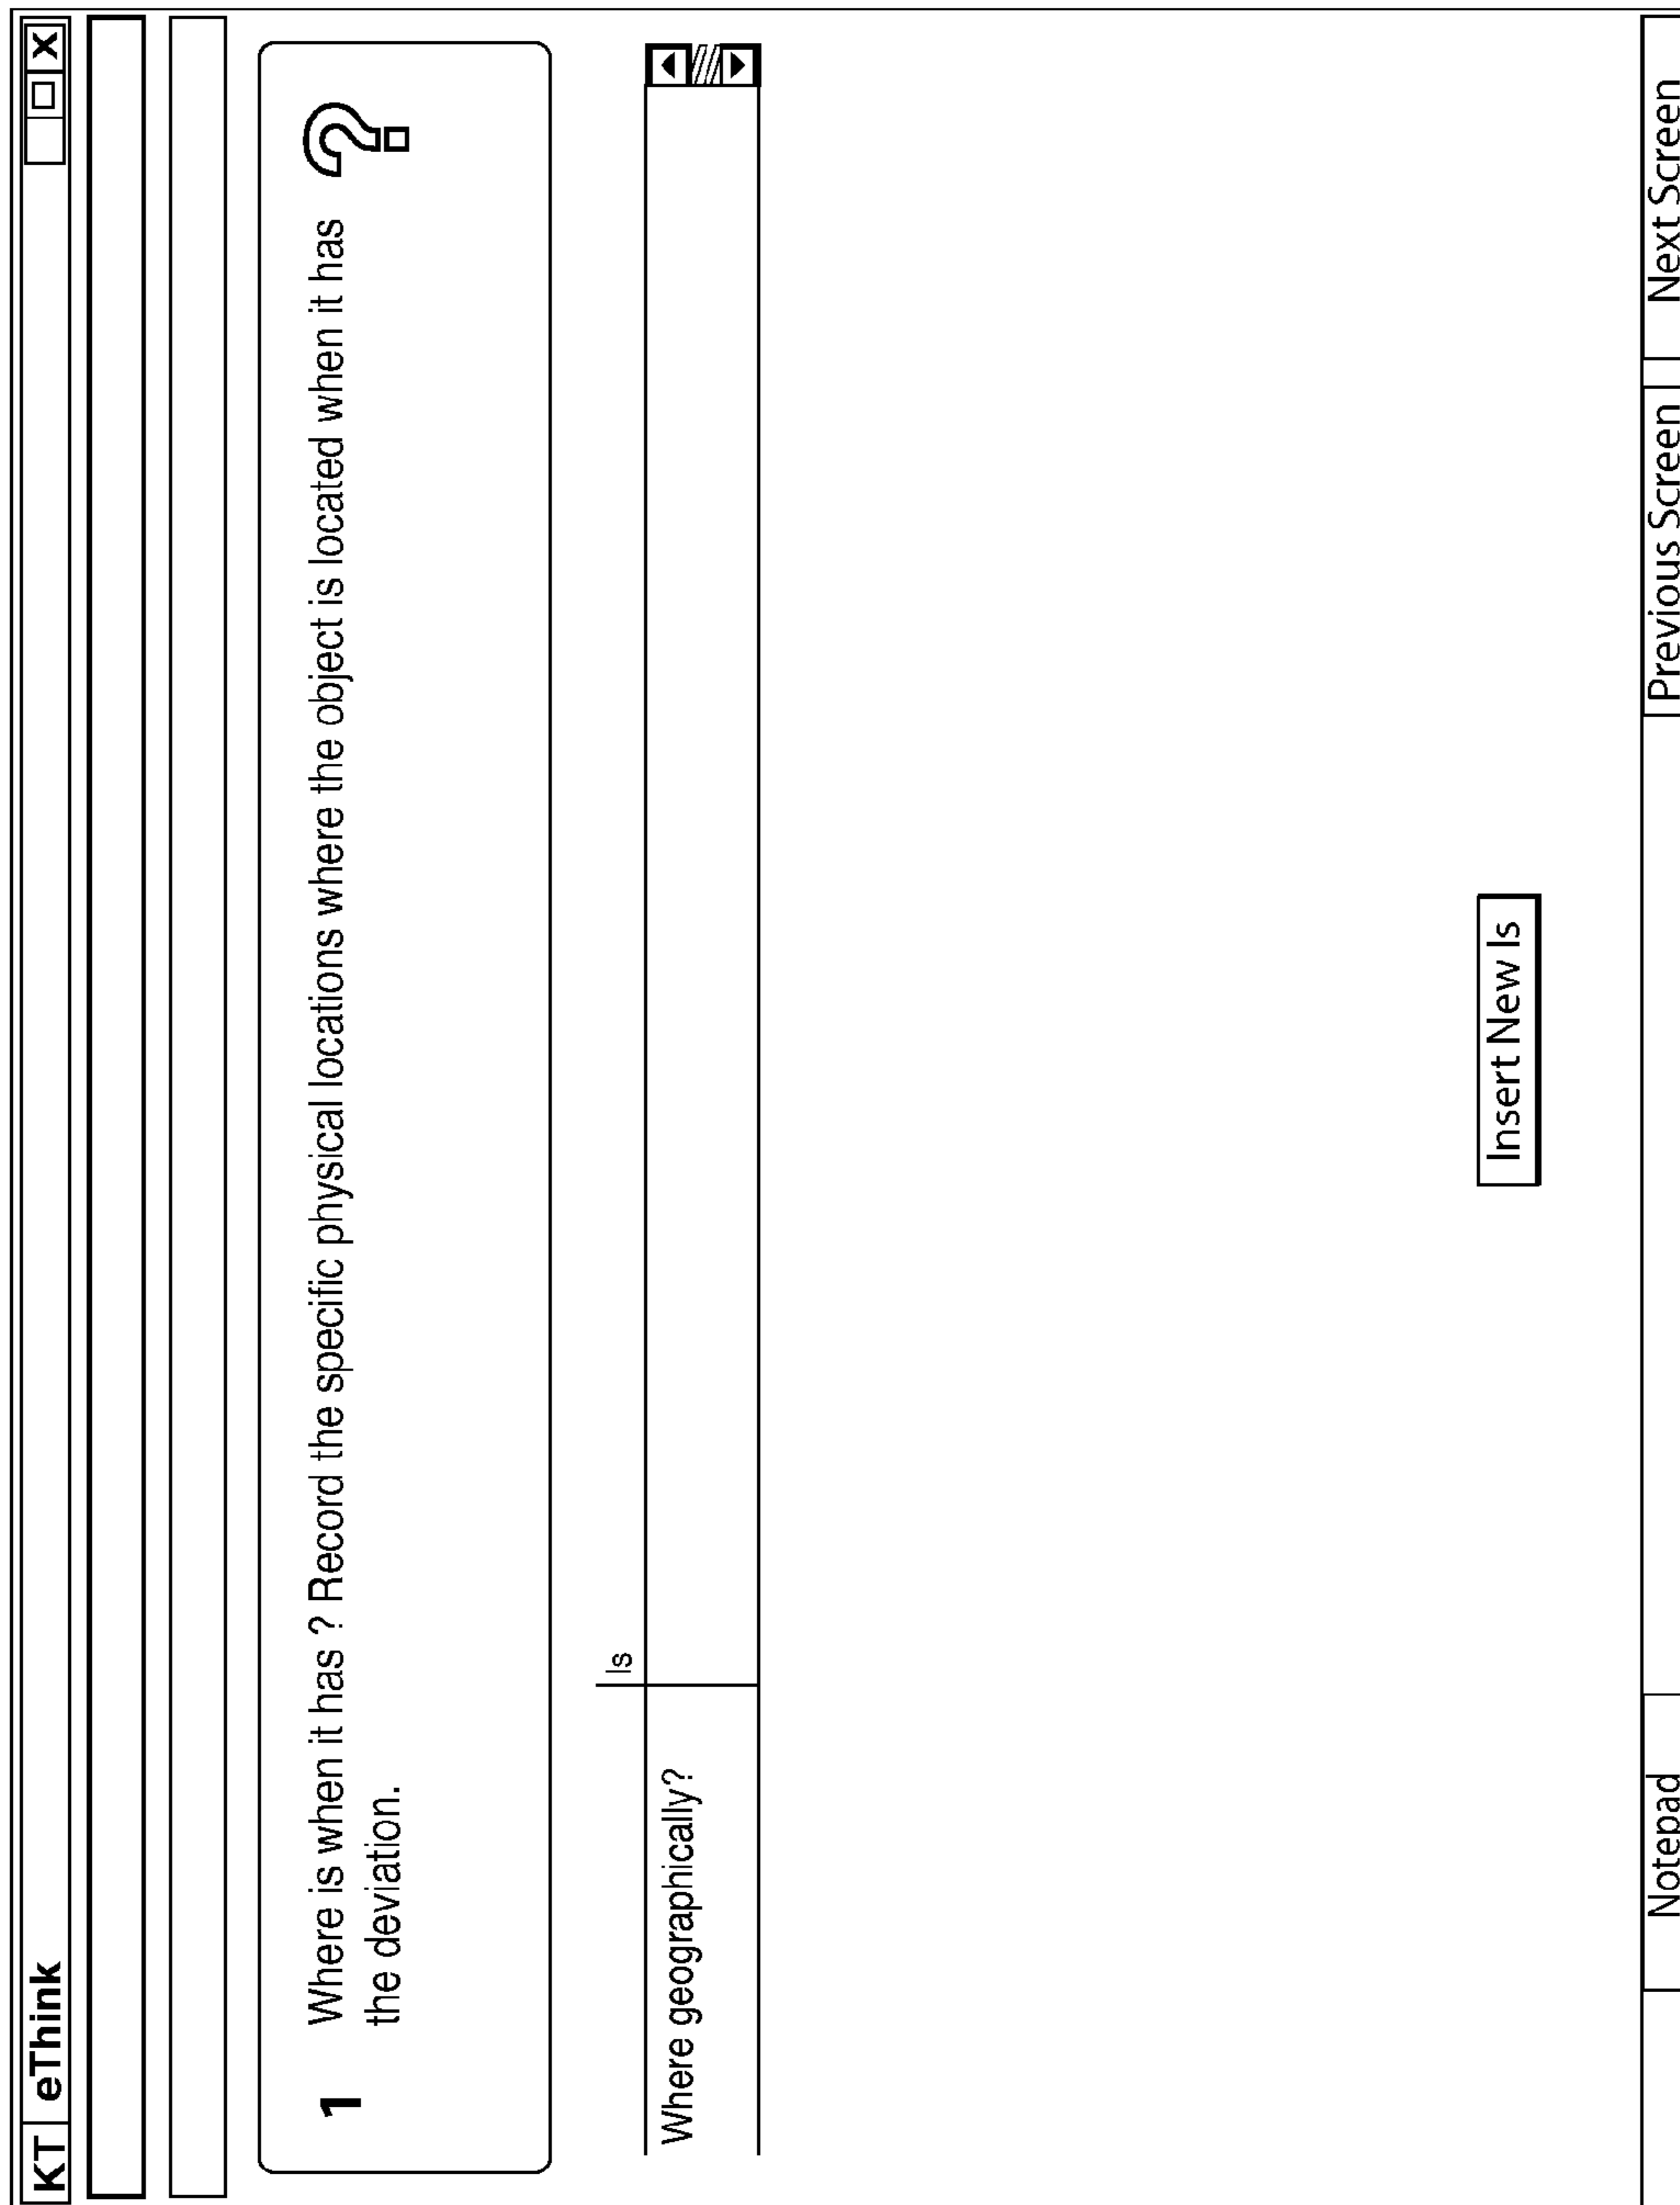 KT eThink
1 Where is when it has ? Record the specific physical locations where the object is located when it has ?
the deviation.
Is
Where geographically?
Insert New Is
Notepad Previous Screen Next Screen